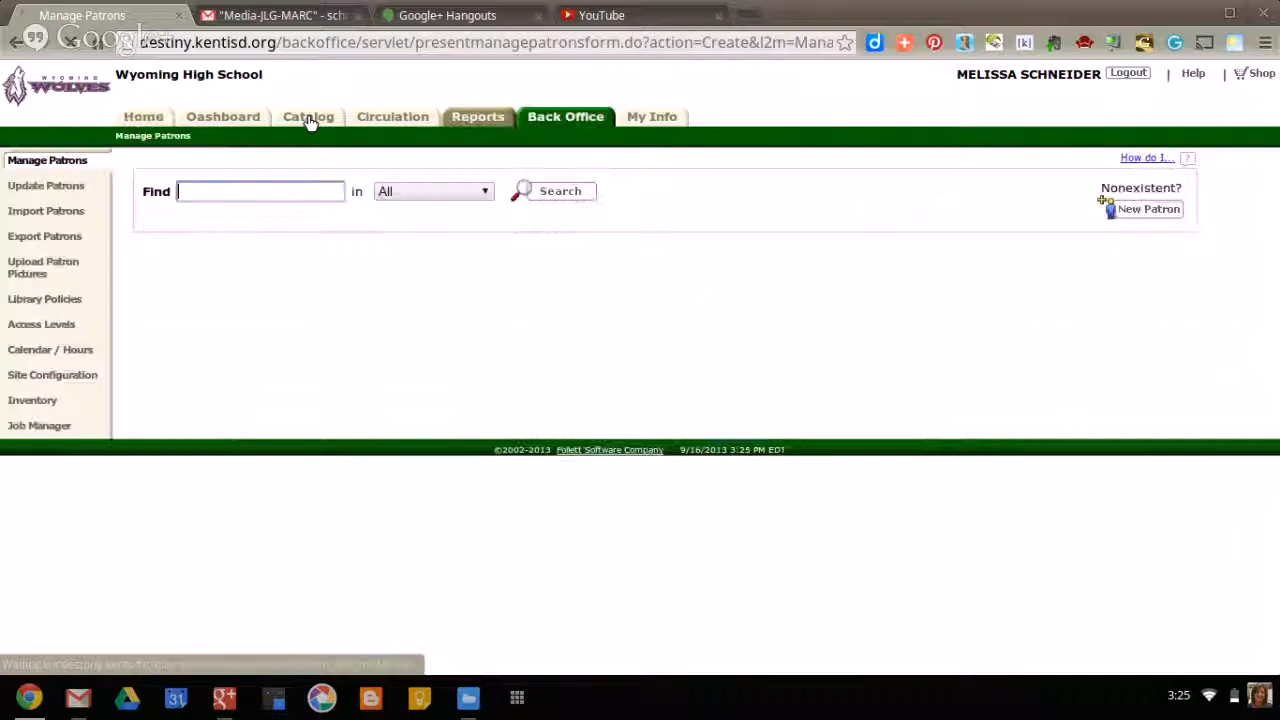 Manage Patrons
"Media-JLG-MARC" - sch
Google+ Hangouts
YouTube
Google+
destiny.kentisd.org/backoffice/servlet/presentmanagepatronsform.do?action=Create&l2m=Mana
WYOMING
WOLVES
Wyoming High School
MELISSA SCHNEIDER Logout | Help | Shop
Home Dashboard Catalog Circulation Reports Back Office My Info
Manage Patrons
Manage Patrons
Update Patrons
Import Patrons
Export Patrons
Upload Patron
Pictures
Library Policies
Access Levels
Calendar / Hours
Site Configuration
Inventory
Job Manager
How do I... ?
Find in All Search
Nonexistent?
New Patron
©2002-2013 Follett Software Company 9/16/2013 3:25 PM EDT
3:25